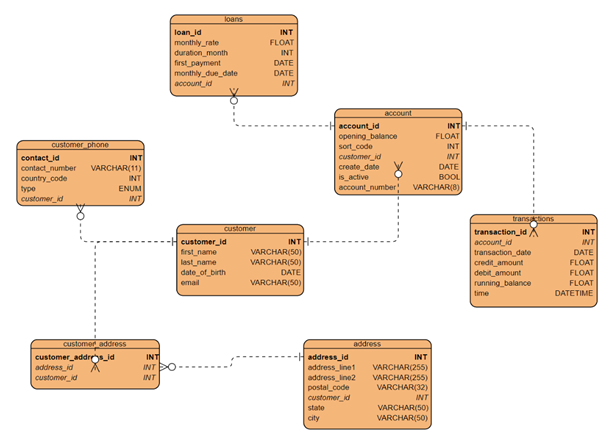 loans
loan_id INT
monthly_rate FLOAT
duration_month INT
first_payment DATE
monthly_due_date DATE
account_id INT
account
account_id INT
opening_balance FLOAT
sort_code INT
customer_id INT
create_date DATE
is_active BOOL
account_number VARCHAR(8)
customer_phone
contact_id INT
contact_number VARCHAR(11)
country_code INT
type ENUM
customer_id INT
customer
customer_id INT
first_name VARCHAR(50)
last_name VARCHAR(50)
date_of_birth DATE
email VARCHAR(50)
transactions
transaction_id INT
account_id INT
transaction_date DATE
credit_amount FLOAT
debit_amount FLOAT
running_balance FLOAT
time DATETIME
customer_address
customer_address_id INT
address_id INT
customer_id INT
address
address_id INT
address_line1 VARCHAR(255)
address_line2 VARCHAR(255)
postal_code VARCHAR(32)
customer_id INT
state VARCHAR(50)
city VARCHAR(50)